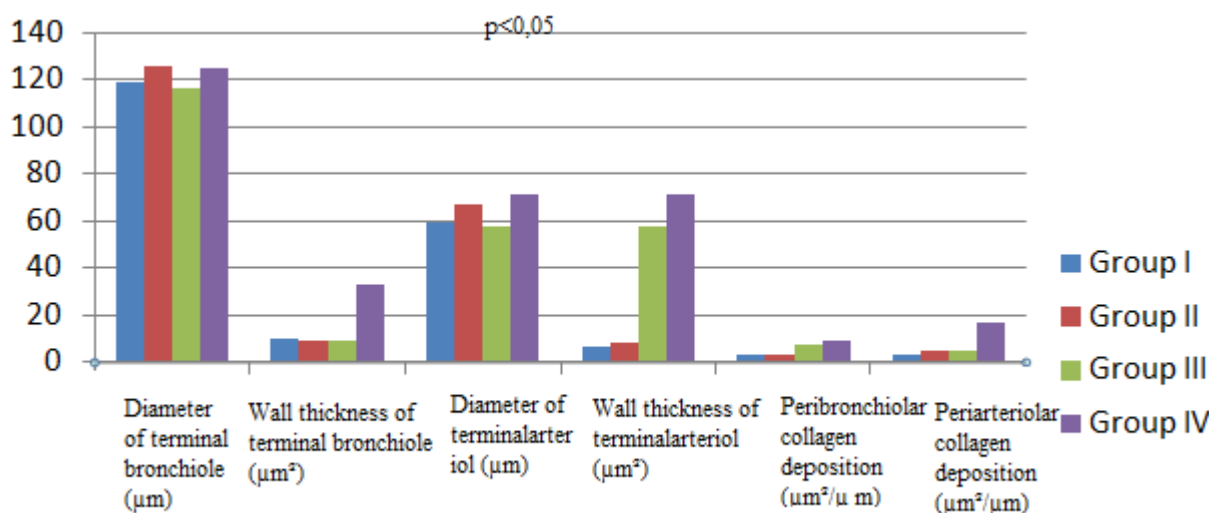 p<0,05
140
120
100
80
60
40
20
0
Diameter
of terminal
bronchiole
(µm)
Wall thickness of
terminal bronchiole
(µm²)
Diameter of
terminalarter
iol (µm)
Wall thickness of
terminalarteriol
(µm²)
Peribronchiolar
collagen
deposition
(µm²/µ m)
Periarteriolar
collagen
deposition
(µm²/µm)
Group I
Group II
Group III
Group IV